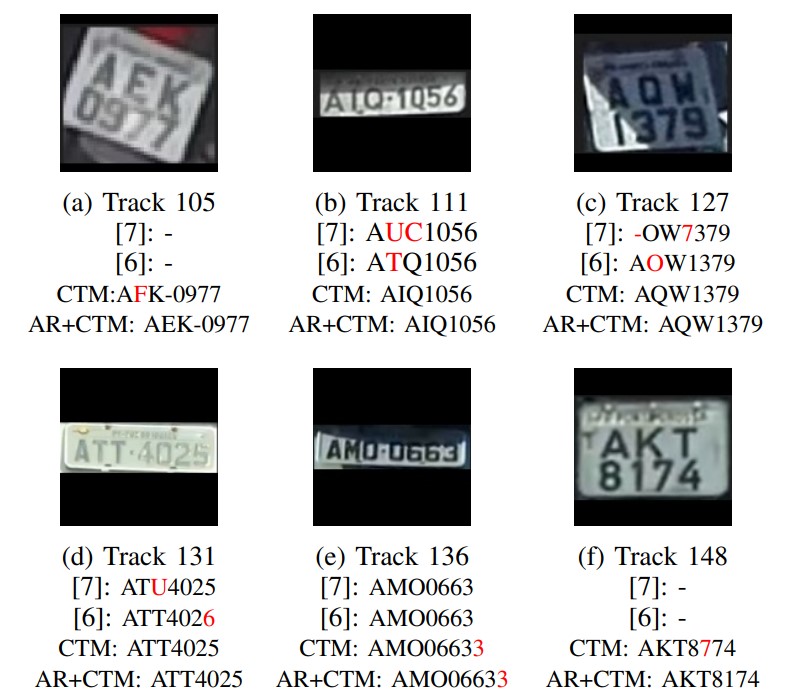 AEK
0977
AIQ·1056
AQW
1379
(a) Track 105
(b) Track 111
(c) Track 127
[7]: -
[7]: AUC1056
[7]: -OW7379
[6]: -
[6]: ATQ1056
[6]: AOW1379
CTM:AFK-0977
CTM: AIQ1056
CTM: AQW1379
AR+CTM: AEK-0977
AR+CTM: AIQ1056
AR+CTM: AQW1379
ATT·4025
AMO·0663
AKT
8174
(d) Track 131
(e) Track 136
(f) Track 148
[7]: ATU4025
[7]: AMO0663
[7]: -
[6]: ATT4026
[6]: AMO0663
[6]: -
CTM: ATT4025
CTM: AMO06633
CTM: AKT8774
AR+CTM: ATT4025
AR+CTM: AMO06633
AR+CTM: AKT8174